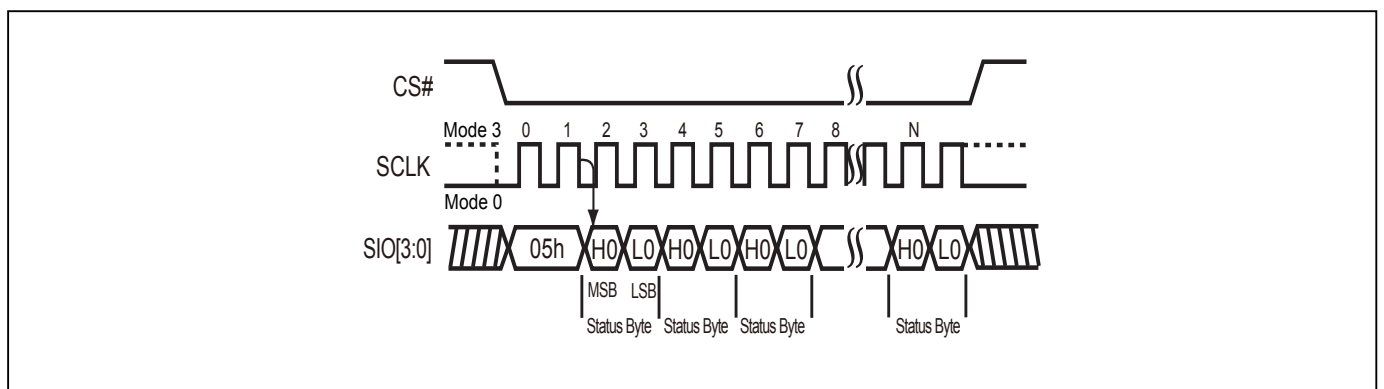 CS#
Mode 3 0 1 2 3 4 5 6 7 8 N
SCLK
Mode 0
SIO[3:0] 05h H0 L0 H0 L0 H0 L0 H0 L0
MSB LSB
Status Byte Status Byte Status Byte Status Byte